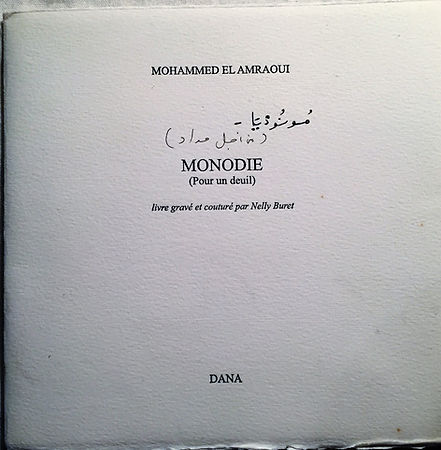 MOHAMMED EL AMRAOUI
مُونُودْيَا -
(من أجل حداد)
MONODIE
(Pour un deuil)
livre gravé et couturé par Nelly Buret
DANA